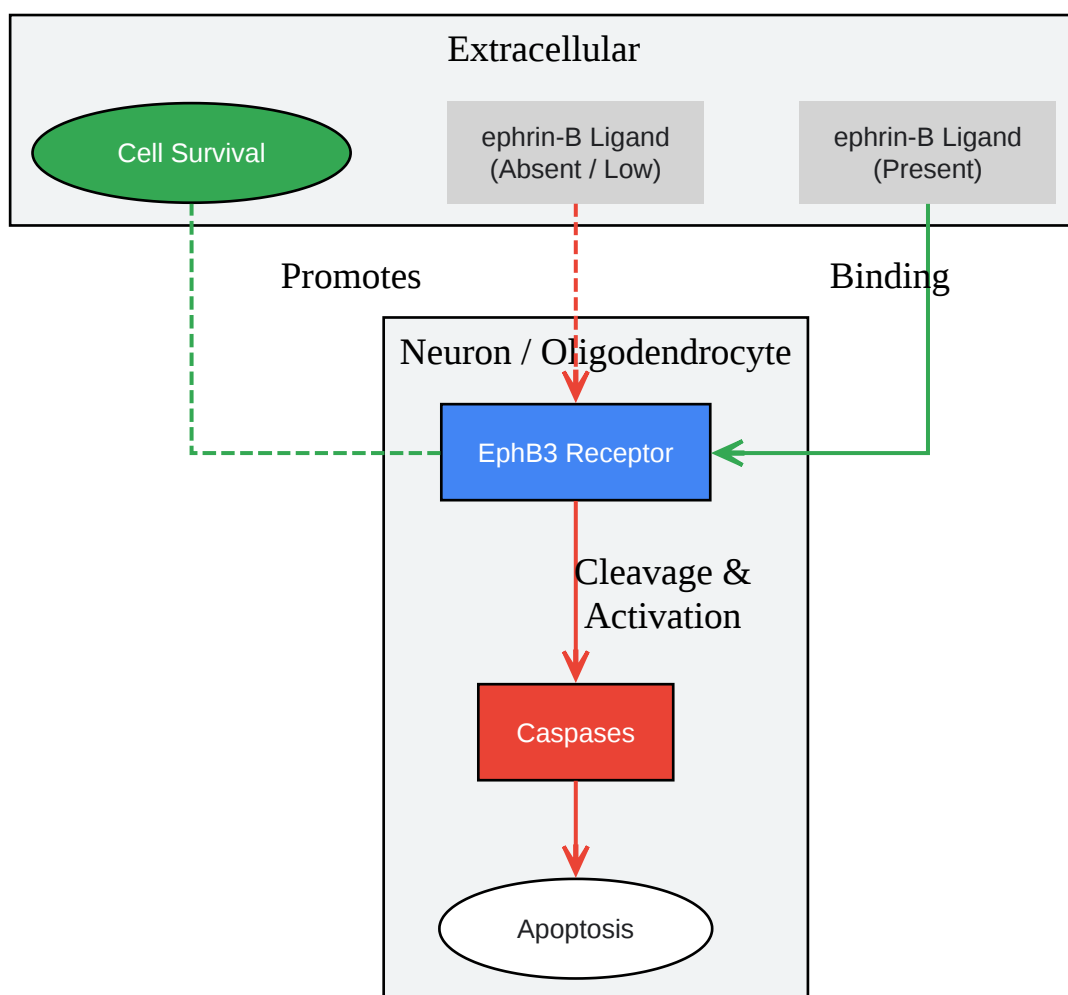 Extracellular
Cell Survival
ephrin-B Ligand
(Absent / Low)
ephrin-B Ligand
(Present)
Promotes
Binding
Neuron / Oligodendrocyte
EphB3 Receptor
Cleavage &
Activation
Caspases
Apoptosis